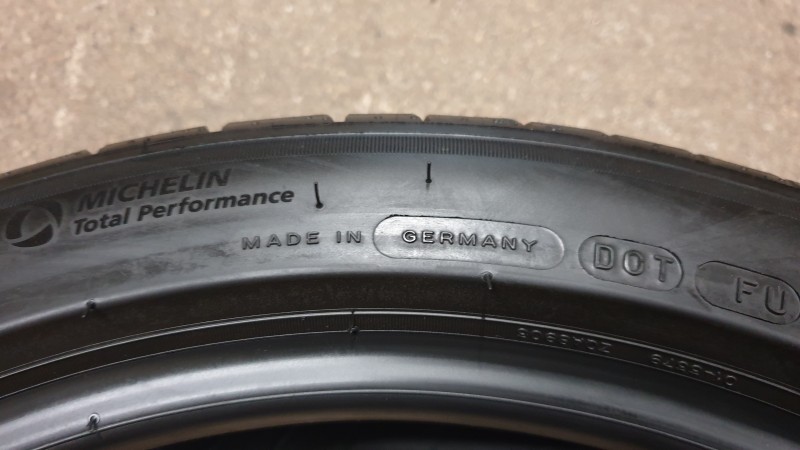 MICHELIN
Total Performance
MADE IN GERMANY DOT FU